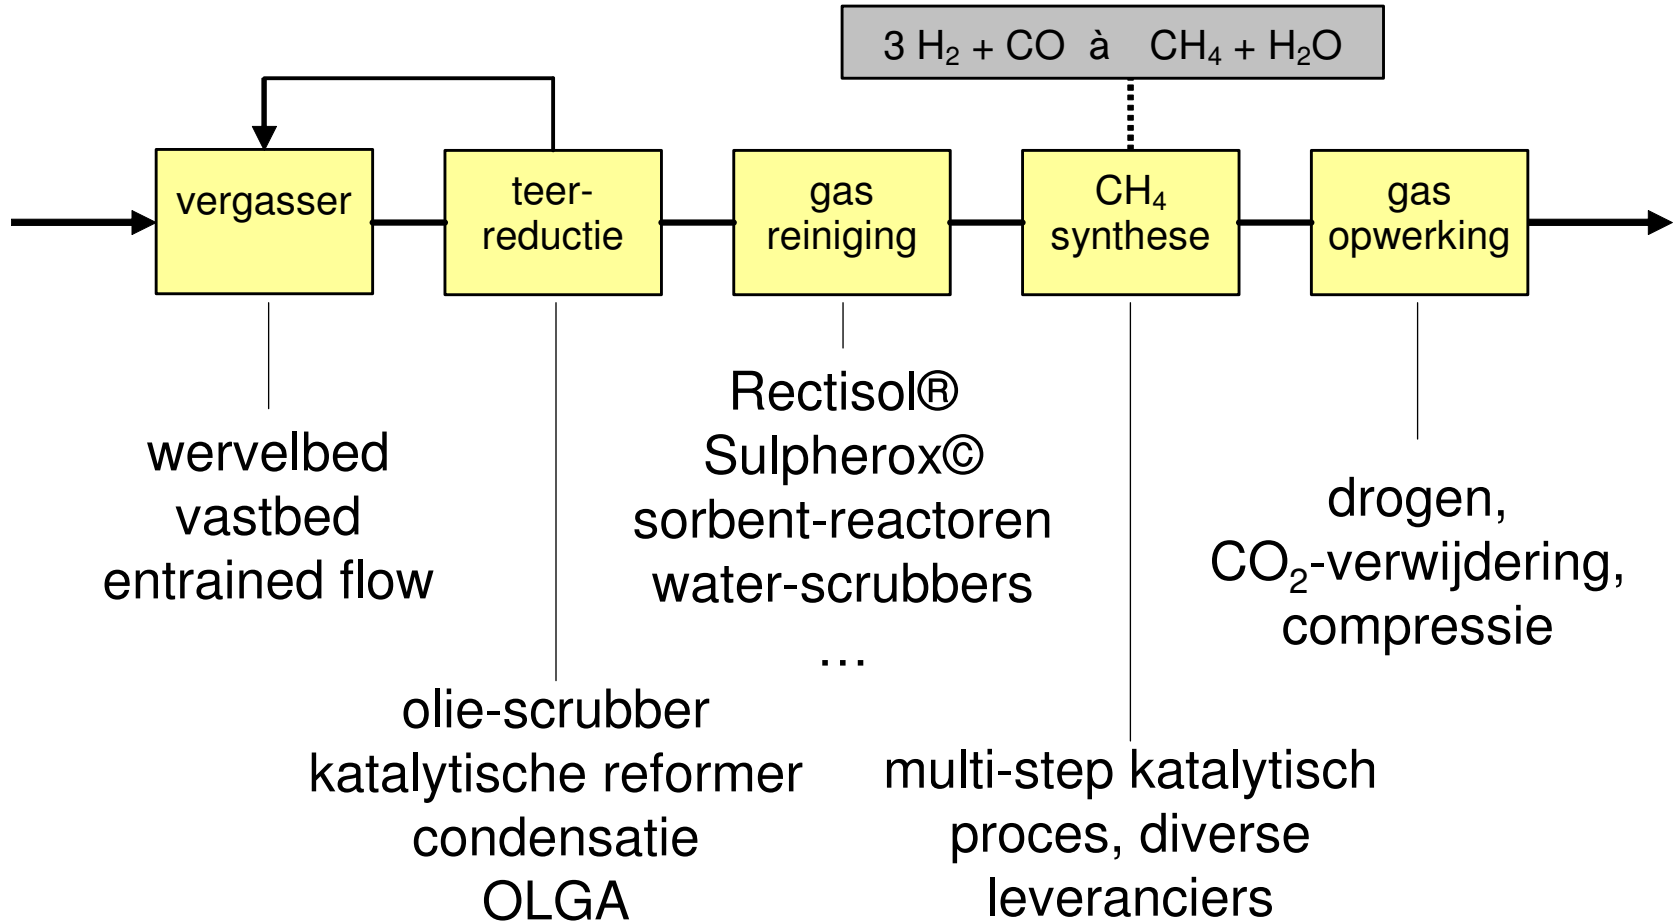 3 H₂ + CO à CH₄ + H₂O
vergasser
teer-
reductie
gas
reiniging
CH₄
synthese
gas
opwerking
wervelbed
vastbed
entrained flow
olie-scrubber
katalytische reformer
condensatie
OLGA
Rectisol®
Sulpherox©
sorbent-reactoren
water-scrubbers
...
multi-step katalytisch
proces, diverse
leveranciers
drogen,
CO₂-verwijdering,
compressie